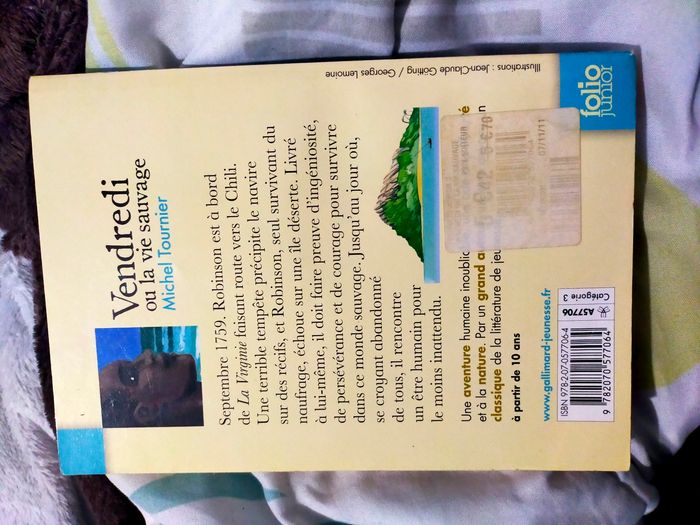 Vendredi
ou la vie sauvage
Michel Tournier
Septembre 1759. Robinson est à bord
de La Virginie faisant route vers le Chili.
Une terrible tempête précipite le navire
sur des récifs, et Robinson, seul survivant du
naufrage, échoue sur une île déserte. Livré
à lui-même, il doit faire preuve d'ingéniosité,
de persévérance et de courage pour survivre
dans ce monde sauvage. Jusqu'au jour où,
se croyant abandonné
de tous, il rencontre
un être humain pour
le moins inattendu.
Une aventure humaine
et à la nature. Par un grand
classique de la littérature de
à partir de 10 ans
www.gallimard-jeunesse.fr
ISBN 978-2-07-057706-4
9 782070 577064
A57706
Catégorie 3
07/11/11
folio
junior
Illustrations : Jean-Claude Götting / Georges Lemoine